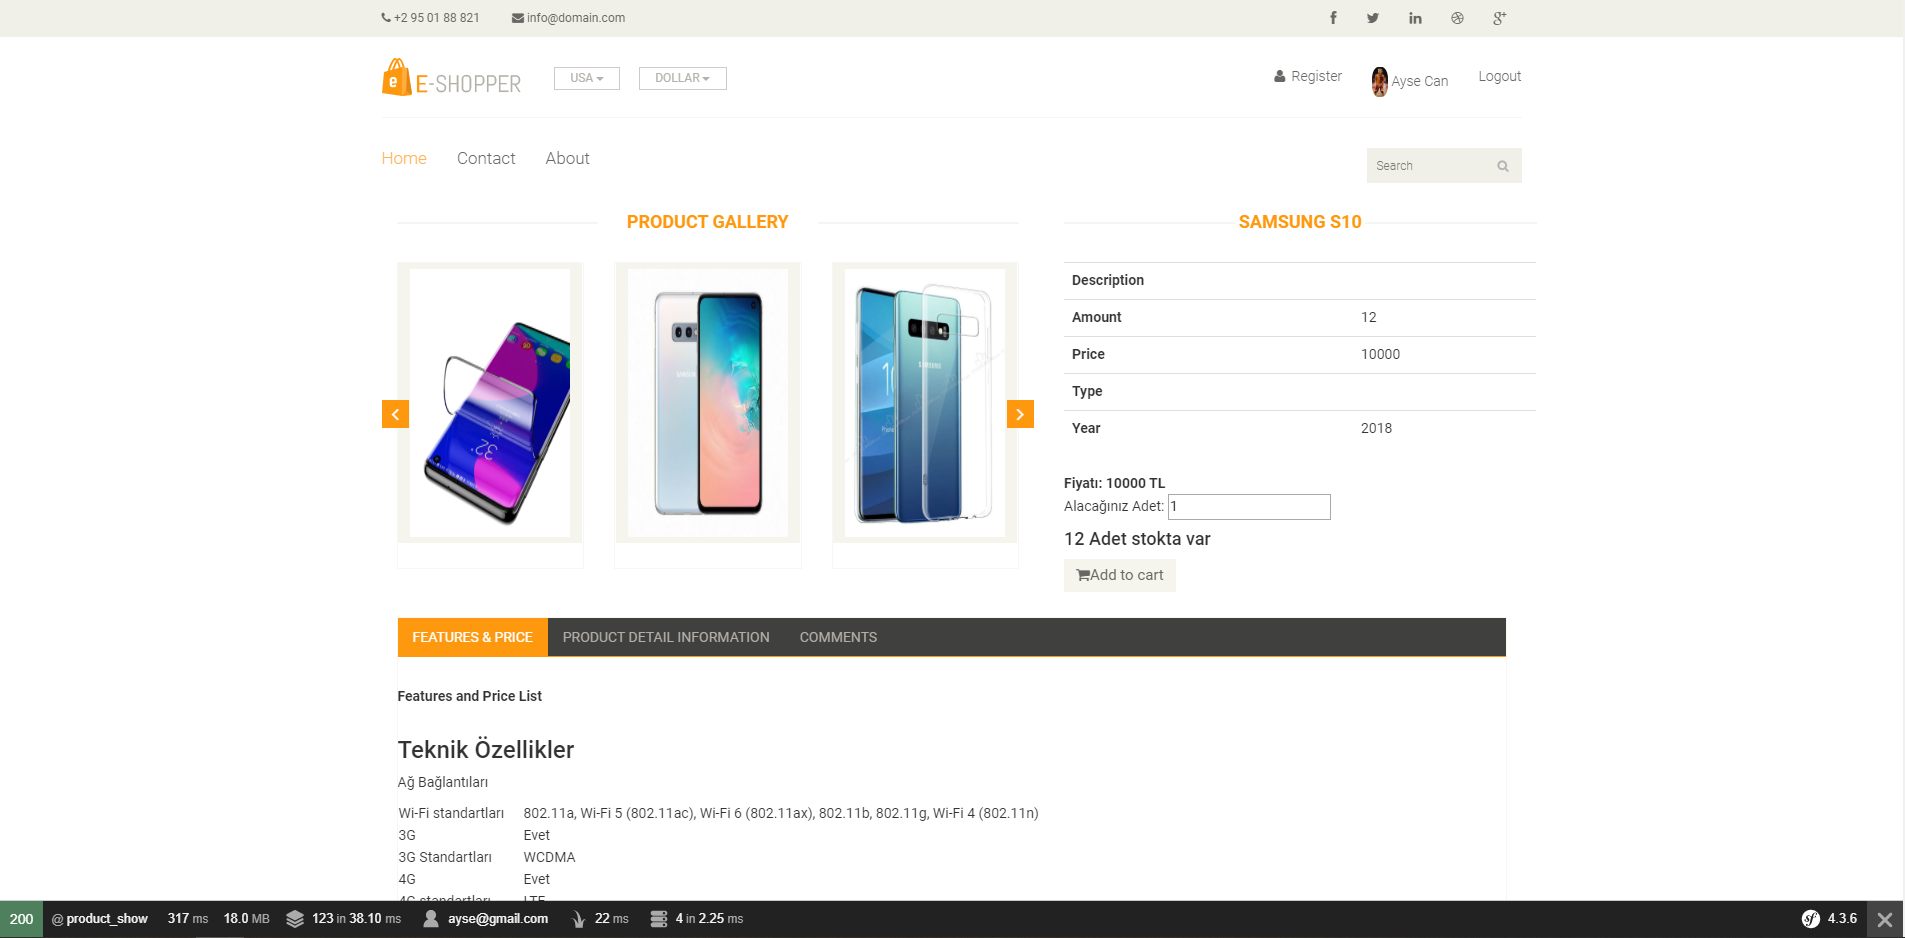 +2 95 01 88 821 info@domain.com
E-SHOPPER USA DOLLAR Register Ayse Can Logout
Home Contact About Search
PRODUCT GALLERY
SAMSUNG S10
Description
Amount 12
Price 10000
Type
Year 2018
Fiyatı: 10000 TL
Alacağınız Adet: 1
12 Adet stokta var
Add to cart
FEATURES & PRICE PRODUCT DETAIL INFORMATION COMMENTS
Features and Price List
Teknik Özellikler
Ağ Bağlantıları
Wi-Fi standartları 802.11a, Wi-Fi 5 (802.11ac), Wi-Fi 6 (802.11ax), 802.11b, 802.11g, Wi-Fi 4 (802.11n)
3G Evet
3G Standartları WCDMA
4G Evet
4G standartları LTE
200 @ product_show 317 ms 18.0 MB 123 in 38.10 ms ayse@gmail.com 22 ms 4 in 2.25 ms sf 4.3.6